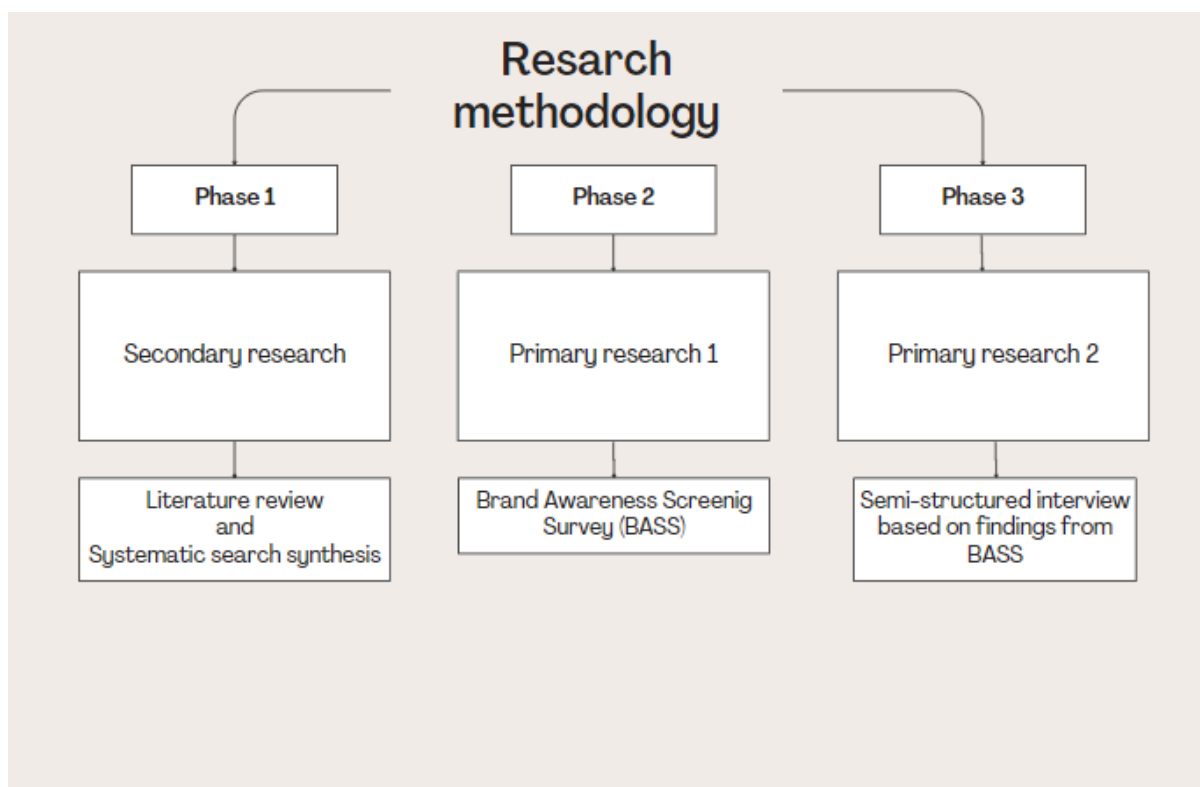 Resarch
methodology
Phase 1
Phase 2
Phase 3
Secondary research
Primary research 1
Primary research 2
Literature review
and
Systematic search synthesis
Brand Awareness Screenig
Survey (BASS)
Semi-structured interview
based on findings from
BASS